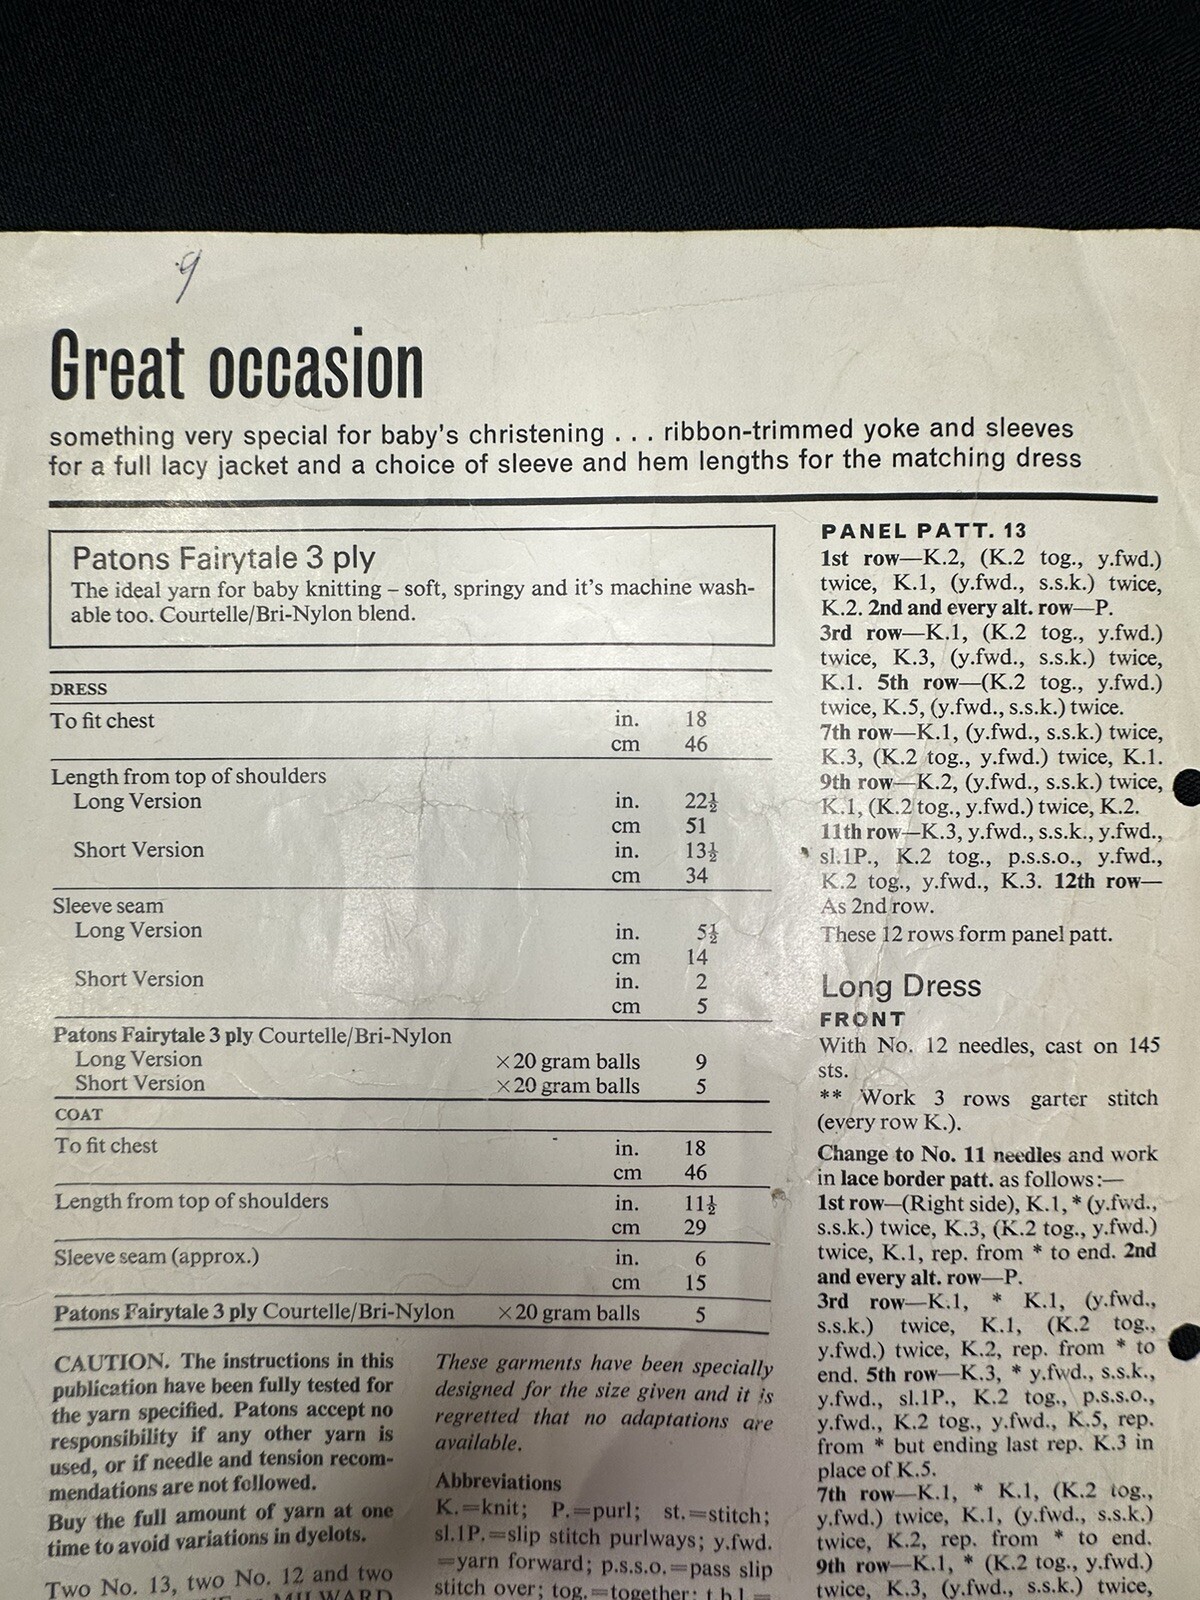 9
Great occasion
something very special for baby's christening . . . ribbon-trimmed yoke and sleeves
for a full lacy jacket and a choice of sleeve and hem lengths for the matching dress
Patons Fairytale 3 ply
The ideal yarn for baby knitting – soft, springy and it's machine wash-
able too. Courtelle/Bri-Nylon blend.
DRESS
To fit chest in. 18
cm 46
Length from top of shoulders
Long Version in. 22½
cm 51
Short Version in. 13½
cm 34
Sleeve seam
Long Version in. 5½
cm 14
Short Version in. 2
cm 5
Patons Fairytale 3 ply Courtelle/Bri-Nylon
Long Version ×20 gram balls 9
Short Version ×20 gram balls 5
COAT
To fit chest in. 18
cm 46
Length from top of shoulders in. 11½
cm 29
Sleeve seam (approx.) in. 6
cm 15
Patons Fairytale 3 ply Courtelle/Bri-Nylon ×20 gram balls 5
CAUTION. The instructions in this
publication have been fully tested for
the yarn specified. Patons accept no
responsibility if any other yarn is
used, or if needle and tension recom-
mendations are not followed.
Buy the full amount of yarn at one
time to avoid variations in dyelots.
Two No. 13, two No. 12 and two
MILWARD
These garments have been specially
designed for the size given and it is
regretted that no adaptations are
available.
Abbreviations
K.=knit; P.=purl; st.=stitch;
sl.1P.=slip stitch purlways; y.fwd.
=yarn forward; p.s.s.o.=pass slip
stitch over; tog.=together; t.b.l.=
PANEL PATT. 13
1st row—K.2, (K.2 tog., y.fwd.)
twice, K.1, (y.fwd., s.s.k.) twice,
K.2. 2nd and every alt. row—P.
3rd row—K.1, (K.2 tog., y.fwd.)
twice, K.3, (y.fwd., s.s.k.) twice,
K.1. 5th row—(K.2 tog., y.fwd.)
twice, K.5, (y.fwd., s.s.k.) twice.
7th row—K.1, (y.fwd., s.s.k.) twice,
K.3, (K.2 tog., y.fwd.) twice, K.1.
9th row—K.2, (y.fwd., s.s.k.) twice,
K.1, (K.2 tog., y.fwd.) twice, K.2.
11th row—K.3, y.fwd., s.s.k., y.fwd.,
sl.1P., K.2 tog., p.s.s.o., y.fwd.,
K.2 tog., y.fwd., K.3. 12th row—
As 2nd row.
These 12 rows form panel patt.
Long Dress
FRONT
With No. 12 needles, cast on 145
sts.
** Work 3 rows garter stitch
(every row K.).
Change to No. 11 needles and work
in lace border patt. as follows:—
1st row—(Right side), K.1, * (y.fwd.,
s.s.k.) twice, K.3, (K.2 tog., y.fwd.)
twice, K.1, rep. from * to end. 2nd
and every alt. row—P.
3rd row—K.1, * K.1, (y.fwd.,
s.s.k.) twice, K.1, (K.2 tog.,
y.fwd.) twice, K.2, rep. from * to
end. 5th row—K.3, * y.fwd., s.s.k.,
y.fwd., sl.1P., K.2 tog., p.s.s.o.,
y.fwd., K.2 tog., y.fwd., K.5, rep.
from * but ending last rep. K.3 in
place of K.5.
7th row—K.1, * K.1, (K.2 tog.,
y.fwd.) twice, K.1, (y.fwd., s.s.k.)
twice, K.2, rep. from * to end.
9th row—K.1, * (K.2 tog., y.fwd.)
twice, K.3, (y.fwd., s.s.k.) twice,